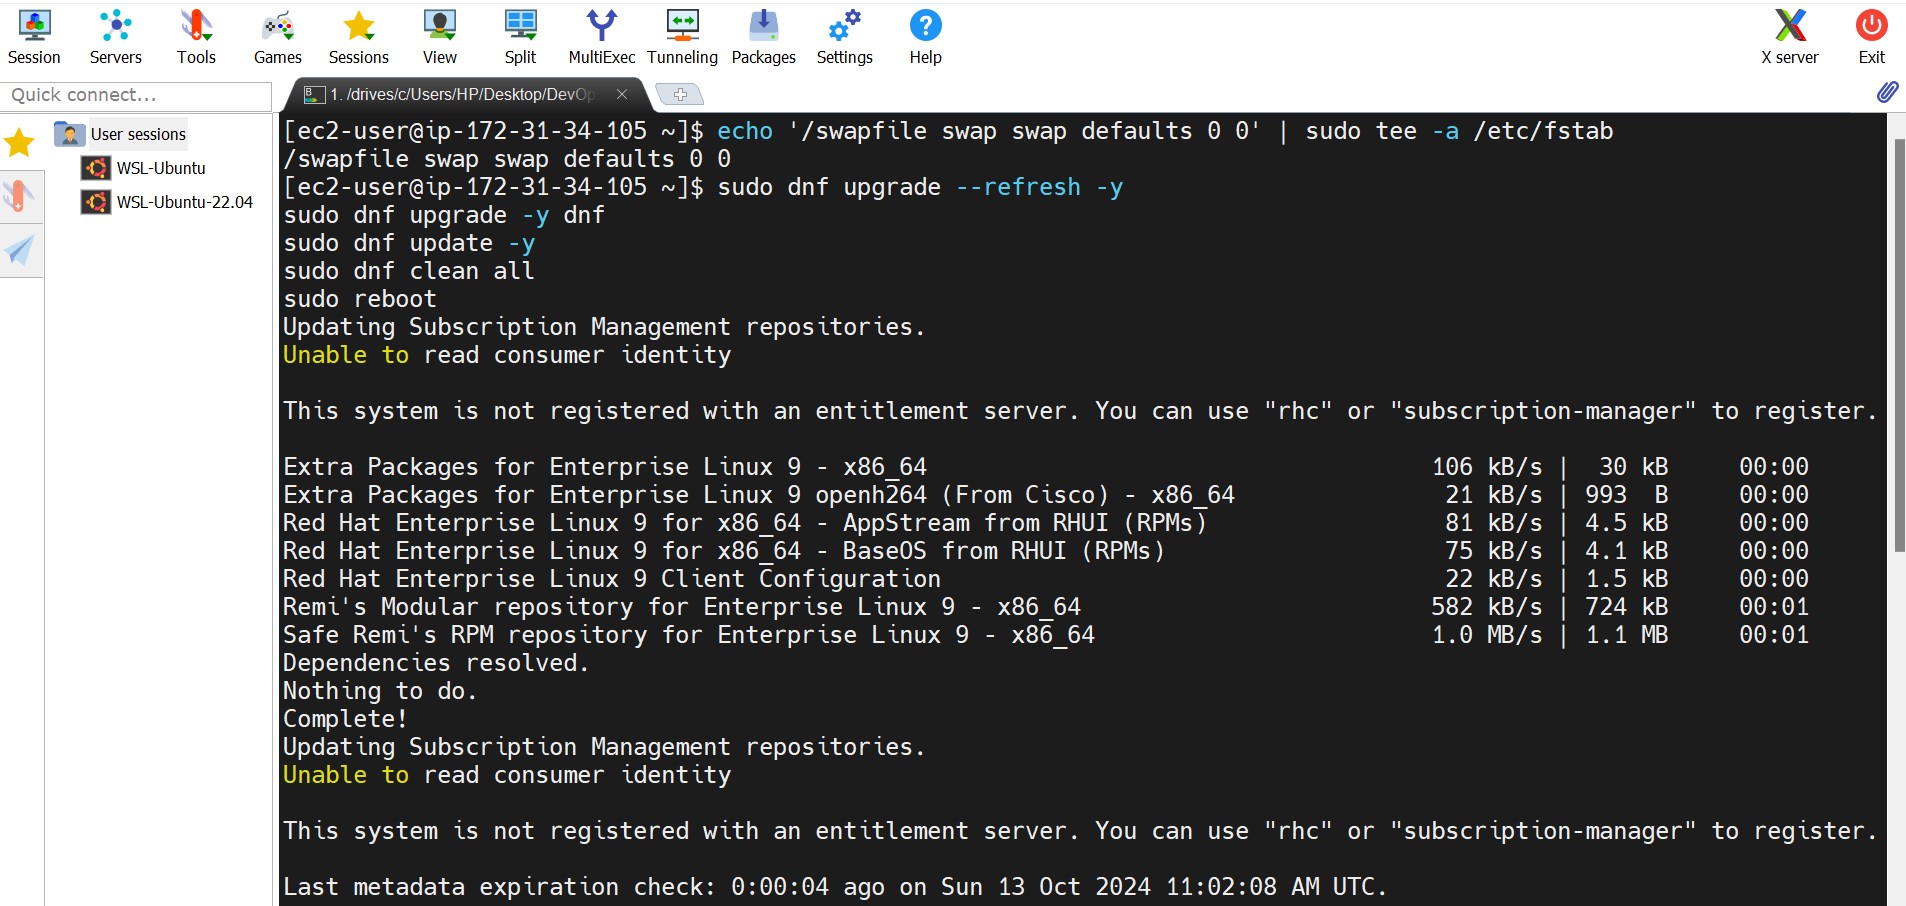 Session Servers Tools Games Sessions View Split MultiExec Tunneling Packages Settings Help X server Exit
Quick connect...
1. /drives/c/Users/HP/Desktop/DevOp
User sessions
WSL-Ubuntu
WSL-Ubuntu-22.04
[ec2-user@ip-172-31-34-105 ~]$ echo '/swapfile swap swap defaults 0 0' | sudo tee -a /etc/fstab
/swapfile swap swap defaults 0 0
[ec2-user@ip-172-31-34-105 ~]$ sudo dnf upgrade --refresh -y
sudo dnf upgrade -y dnf
sudo dnf update -y
sudo dnf clean all
sudo reboot
Updating Subscription Management repositories.
Unable to read consumer identity
This system is not registered with an entitlement server. You can use "rhc" or "subscription-manager" to register.
Extra Packages for Enterprise Linux 9 - x86_64 106 kB/s | 30 kB 00:00
Extra Packages for Enterprise Linux 9 openh264 (From Cisco) - x86_64 21 kB/s | 993 B 00:00
Red Hat Enterprise Linux 9 for x86_64 - AppStream from RHUI (RPMs) 81 kB/s | 4.5 kB 00:00
Red Hat Enterprise Linux 9 for x86_64 - BaseOS from RHUI (RPMs) 75 kB/s | 4.1 kB 00:00
Red Hat Enterprise Linux 9 Client Configuration 22 kB/s | 1.5 kB 00:00
Remi's Modular repository for Enterprise Linux 9 - x86_64 582 kB/s | 724 kB 00:01
Safe Remi's RPM repository for Enterprise Linux 9 - x86_64 1.0 MB/s | 1.1 MB 00:01
Dependencies resolved.
Nothing to do.
Complete!
Updating Subscription Management repositories.
Unable to read consumer identity
This system is not registered with an entitlement server. You can use "rhc" or "subscription-manager" to register.
Last metadata expiration check: 0:00:04 ago on Sun 13 Oct 2024 11:02:08 AM UTC.